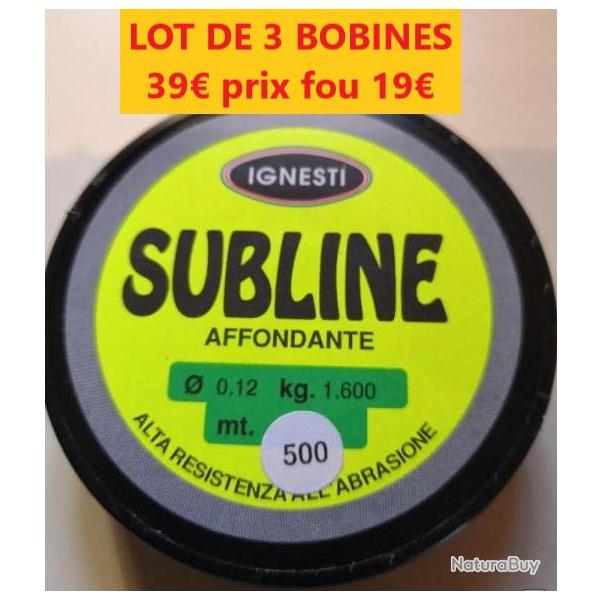 LOT DE 3 BOBINES
39€ prix fou 19€
IGNESTI
SUBLINE
AFFONDANTE
Ø 0.12 kg. 1.600
mt. 500
ALTA RESISTENZA ALL'ABRASIONE
NaturaBuy